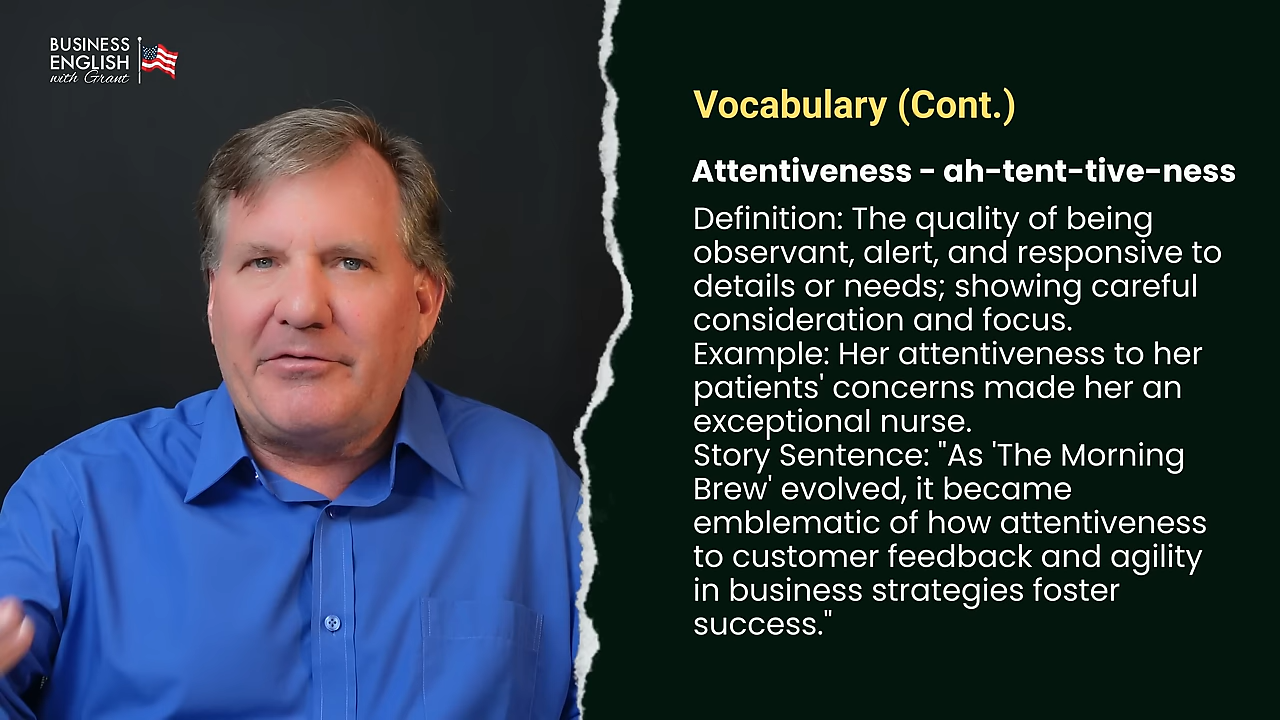 BUSINESS
ENGLISH
with Grant
Vocabulary (Cont.)
Attentiveness - ah-tent-tive-ness
Definition: The quality of being
observant, alert, and responsive to
details or needs; showing careful
consideration and focus.
Example: Her attentiveness to her
patients' concerns made her an
exceptional nurse.
Story Sentence: "As 'The Morning
Brew' evolved, it became
emblematic of how attentiveness
to customer feedback and agility
in business strategies foster
success."